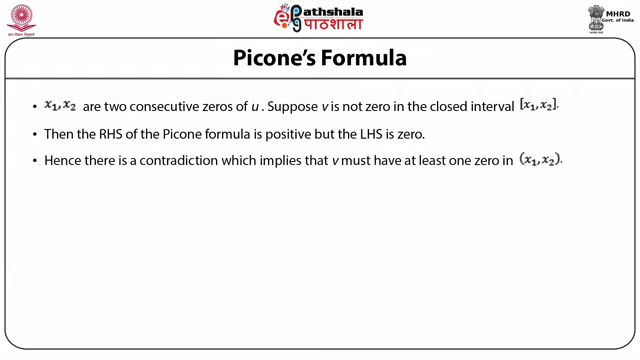 ePathshala
पाठशाला
MHRD
Govt. of India
Picone's Formula
• x₁, x₂ are two consecutive zeros of u . Suppose v is not zero in the closed interval [x₁, x₂].
• Then the RHS of the Picone formula is positive but the LHS is zero.
• Hence there is a contradiction which implies that v must have at least one zero in (x₁, x₂).